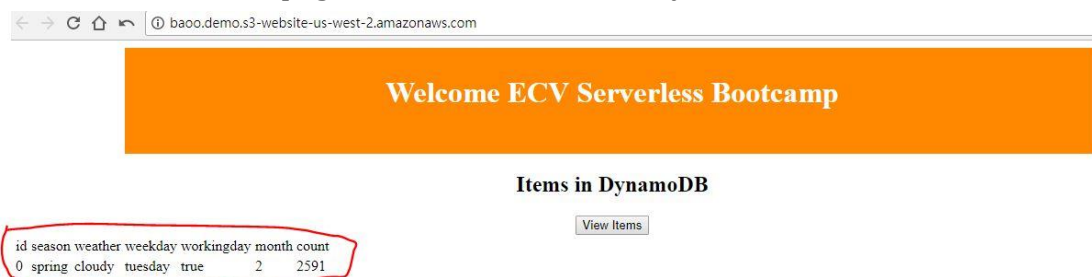 baoo.demo.s3-website-us-west-2.amazonaws.com
Welcome ECV Serverless Bootcamp
Items in DynamoDB
View Items
id season weather weekday workingday month count
0 spring cloudy tuesday true 2 2591